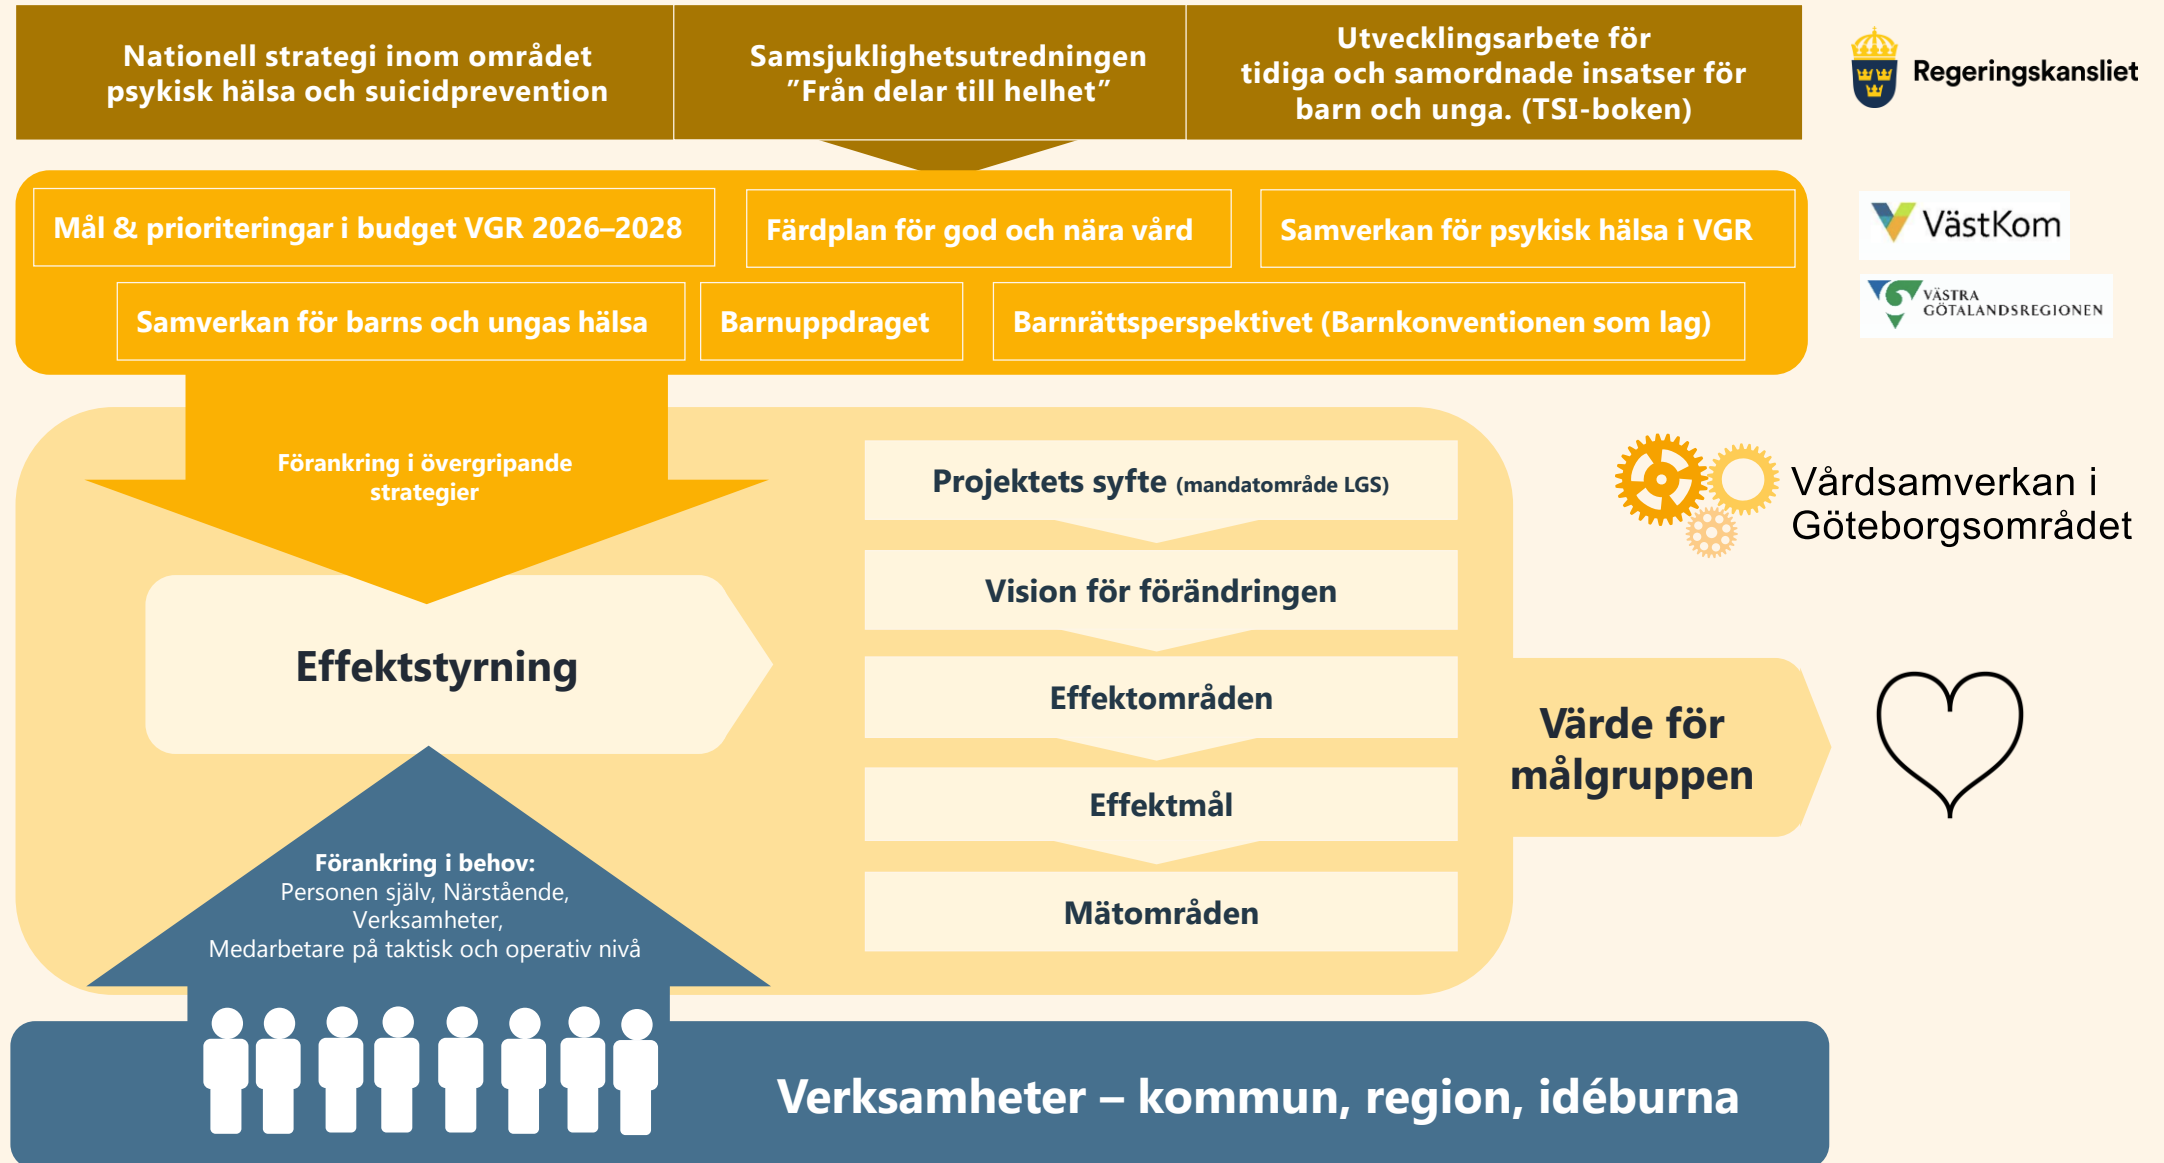 Nationell strategi inom området
psykisk hälsa och suicidprevention
Samsjuklighetsutredningen
”Från delar till helhet”
Utvecklingsarbete för
tidiga och samordnade insatser för
barn och unga. (TSI-boken)
Regeringskansliet
Mål & prioriteringar i budget VGR 2026–2028
Färdplan för god och nära vård
Samverkan för psykisk hälsa i VGR
VästKom
Samverkan för barns och ungas hälsa
Barnuppdraget
Barnrättsperspektivet (Barnkonventionen som lag)
VÄSTRA
GÖTALANDSREGIONEN
Förankring i övergripande
strategier
Effektstyrning
Förankring i behov:
Personen själv, Närstående,
Verksamheter,
Medarbetare på taktisk och operativ nivå
Projektets syfte (mandatområde LGS)
Vision för förändringen
Effektområden
Effektmål
Mätområden
Vårdsamverkan i
Göteborgsområdet
Värde för
målgruppen
Verksamheter – kommun, region, idéburna